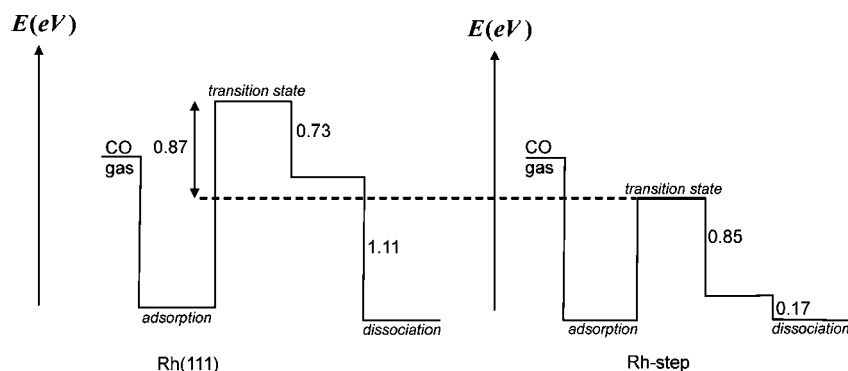 E(eV)
transition state
CO
gas
0.87
0.73
1.11
adsorption
dissociation
Rh(111)
E(eV)
CO
gas
transition state
0.85
0.17
adsorption
dissociation
Rh-step